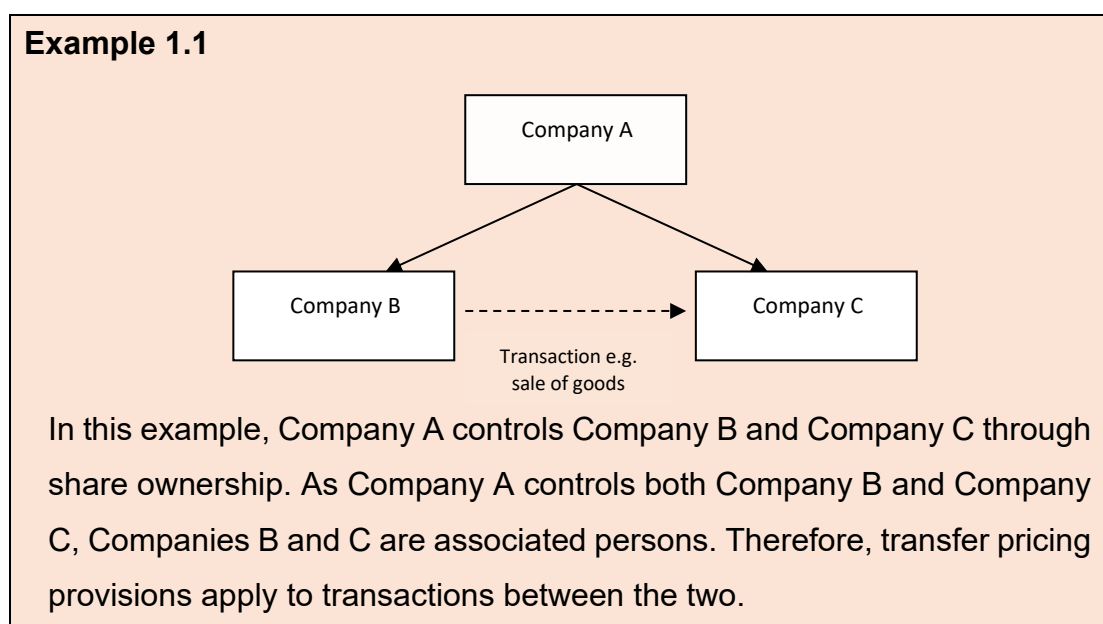 Example 1.1
Company A
Company B
Company C
Transaction e.g.
sale of goods
In this example, Company A controls Company B and Company C through
share ownership. As Company A controls both Company B and Company
C, Companies B and C are associated persons. Therefore, transfer pricing
provisions apply to transactions between the two.